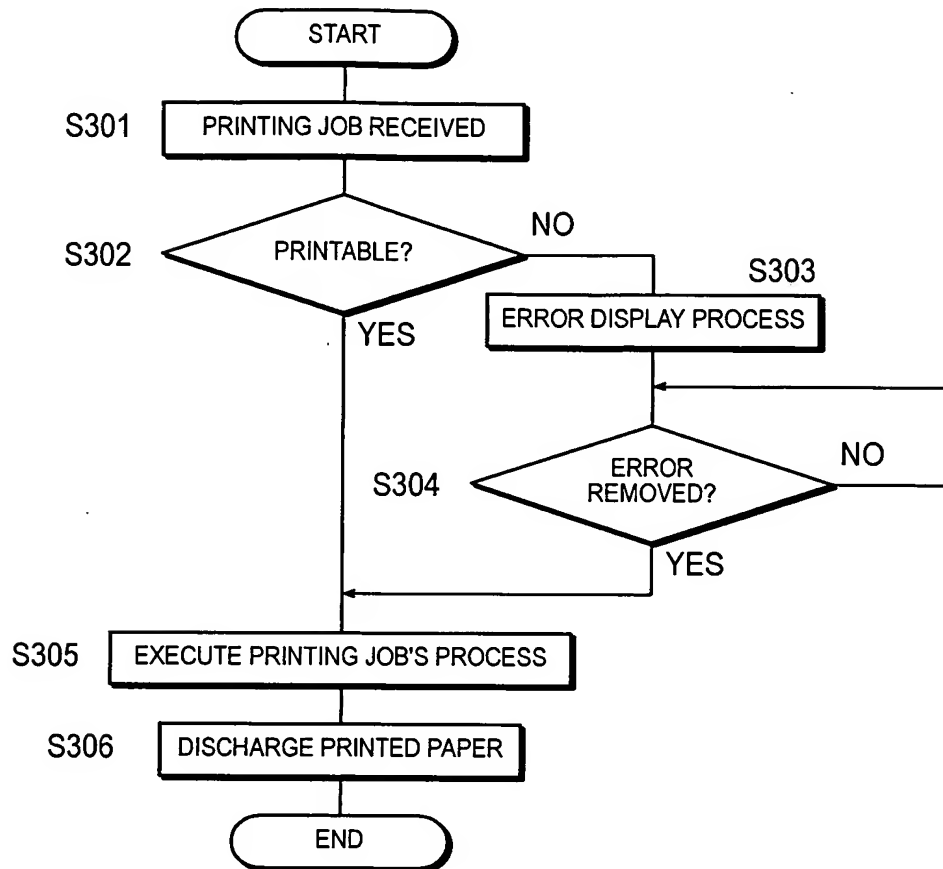 START
S301 PRINTING JOB RECEIVED
S302 PRINTABLE? NO
YES
S303
ERROR DISPLAY PROCESS
S304 ERROR REMOVED? NO
YES
S305 EXECUTE PRINTING JOB'S PROCESS
S306 DISCHARGE PRINTED PAPER
END